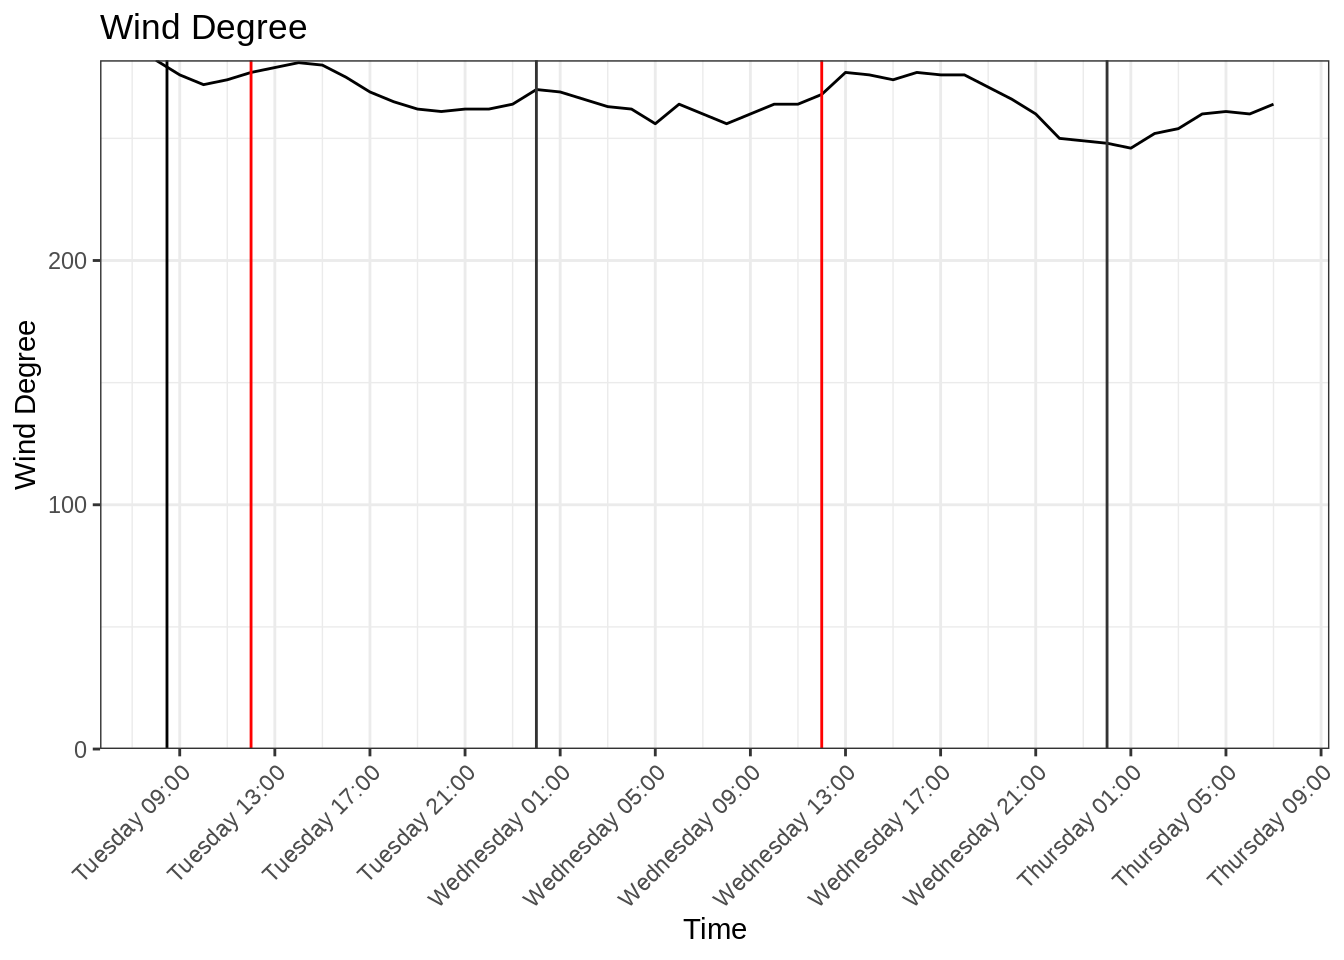 Wind Degree
Wind Degree
200
100
0
Tuesday 09:00
Tuesday 13:00
Tuesday 17:00
Tuesday 21:00
Wednesday 01:00
Wednesday 05:00
Wednesday 09:00
Wednesday 13:00
Wednesday 17:00
Wednesday 21:00
Thursday 01:00
Thursday 05:00
Thursday 09:00
Time